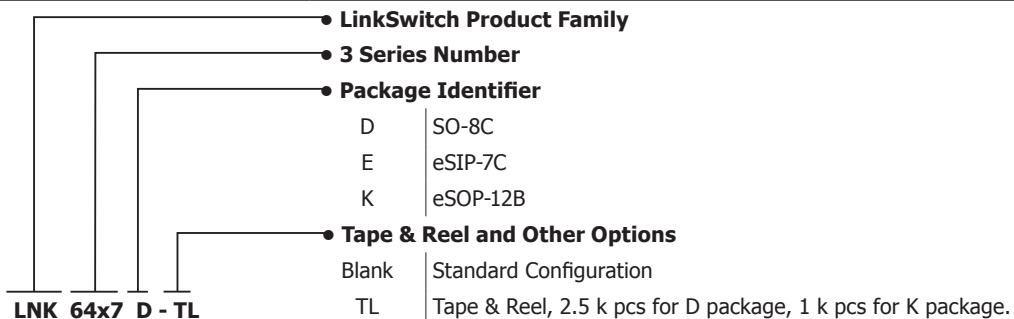 • LinkSwitch Product Family
• 3 Series Number
• Package Identifier
D SO-8C
E eSIP-7C
K eSOP-12B
• Tape & Reel and Other Options
Blank Standard Configuration
TL Tape & Reel, 2.5 k pcs for D package, 1 k pcs for K package.
LNK 64x7 D - TL